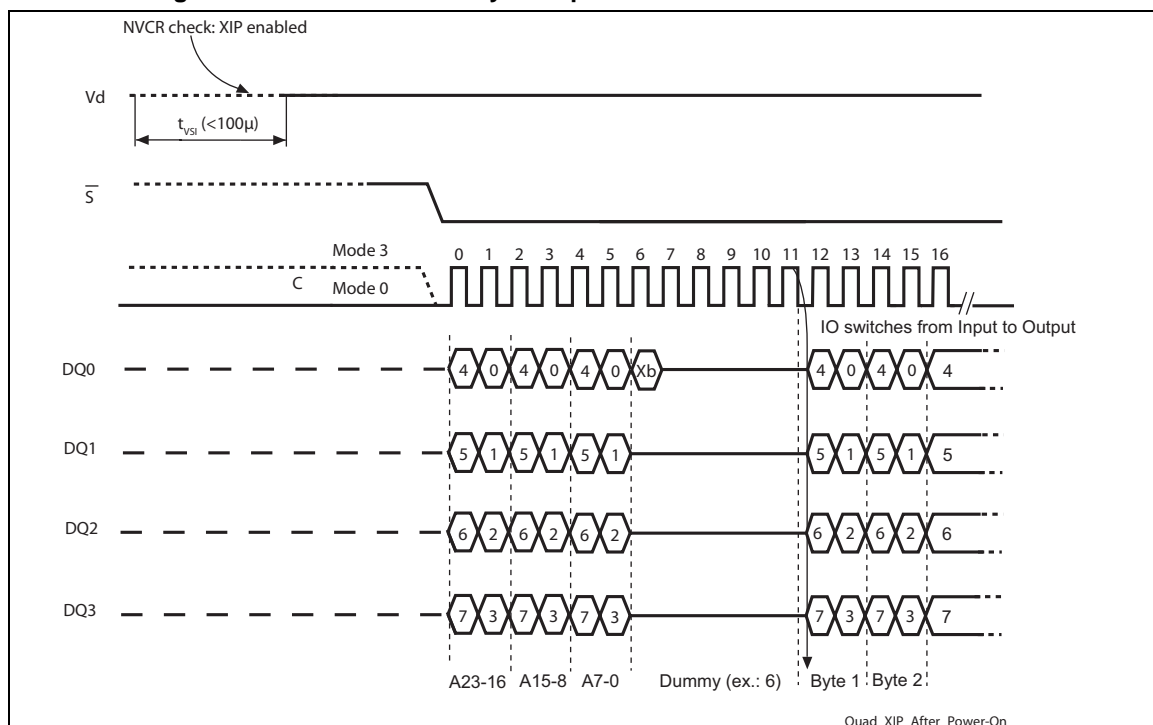 NVCR check: XIP enabled
Vd
tVSI (<100µ)
S
Mode 3
C
Mode 0
0 1 2 3 4 5 6 7 8 9 10 11 12 13 14 15 16
IO switches from Input to Output
DQ0
4 0 4 0 4 0 Xb 4 0 4 0 4
DQ1
5 1 5 1 5 1 5 1 5 1 5
DQ2
6 2 6 2 6 2 6 2 6 2 6
DQ3
7 3 7 3 7 3 7 3 7 3 7
A23-16 A15-8 A7-0 Dummy (ex.: 6) Byte 1 Byte 2
Quad_XIP_After_Power-On